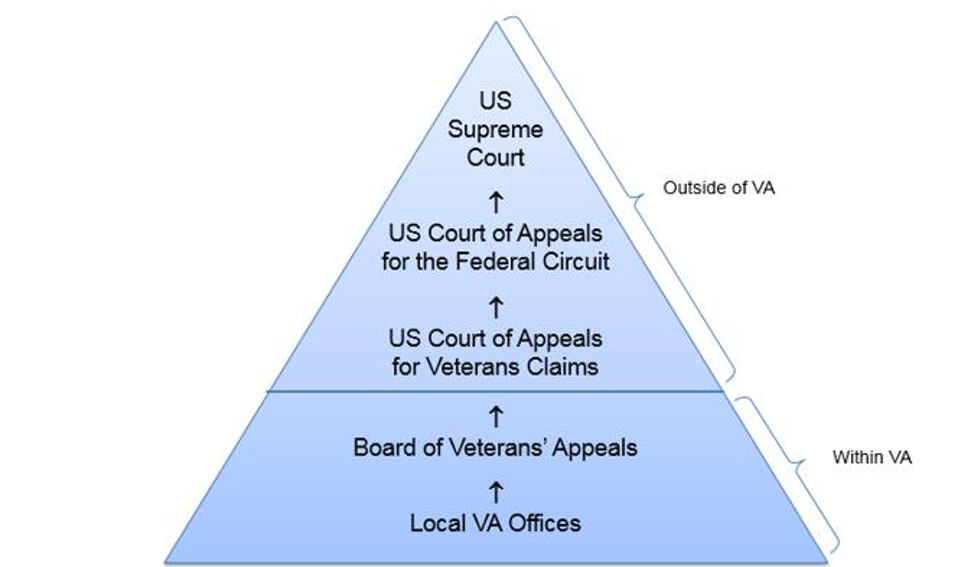 US
Supreme
Court
↑
Outside of VA
US Court of Appeals
for the Federal Circuit
↑
US Court of Appeals
for Veterans Claims
↑
Board of Veterans’ Appeals
Within VA
↑
Local VA Offices